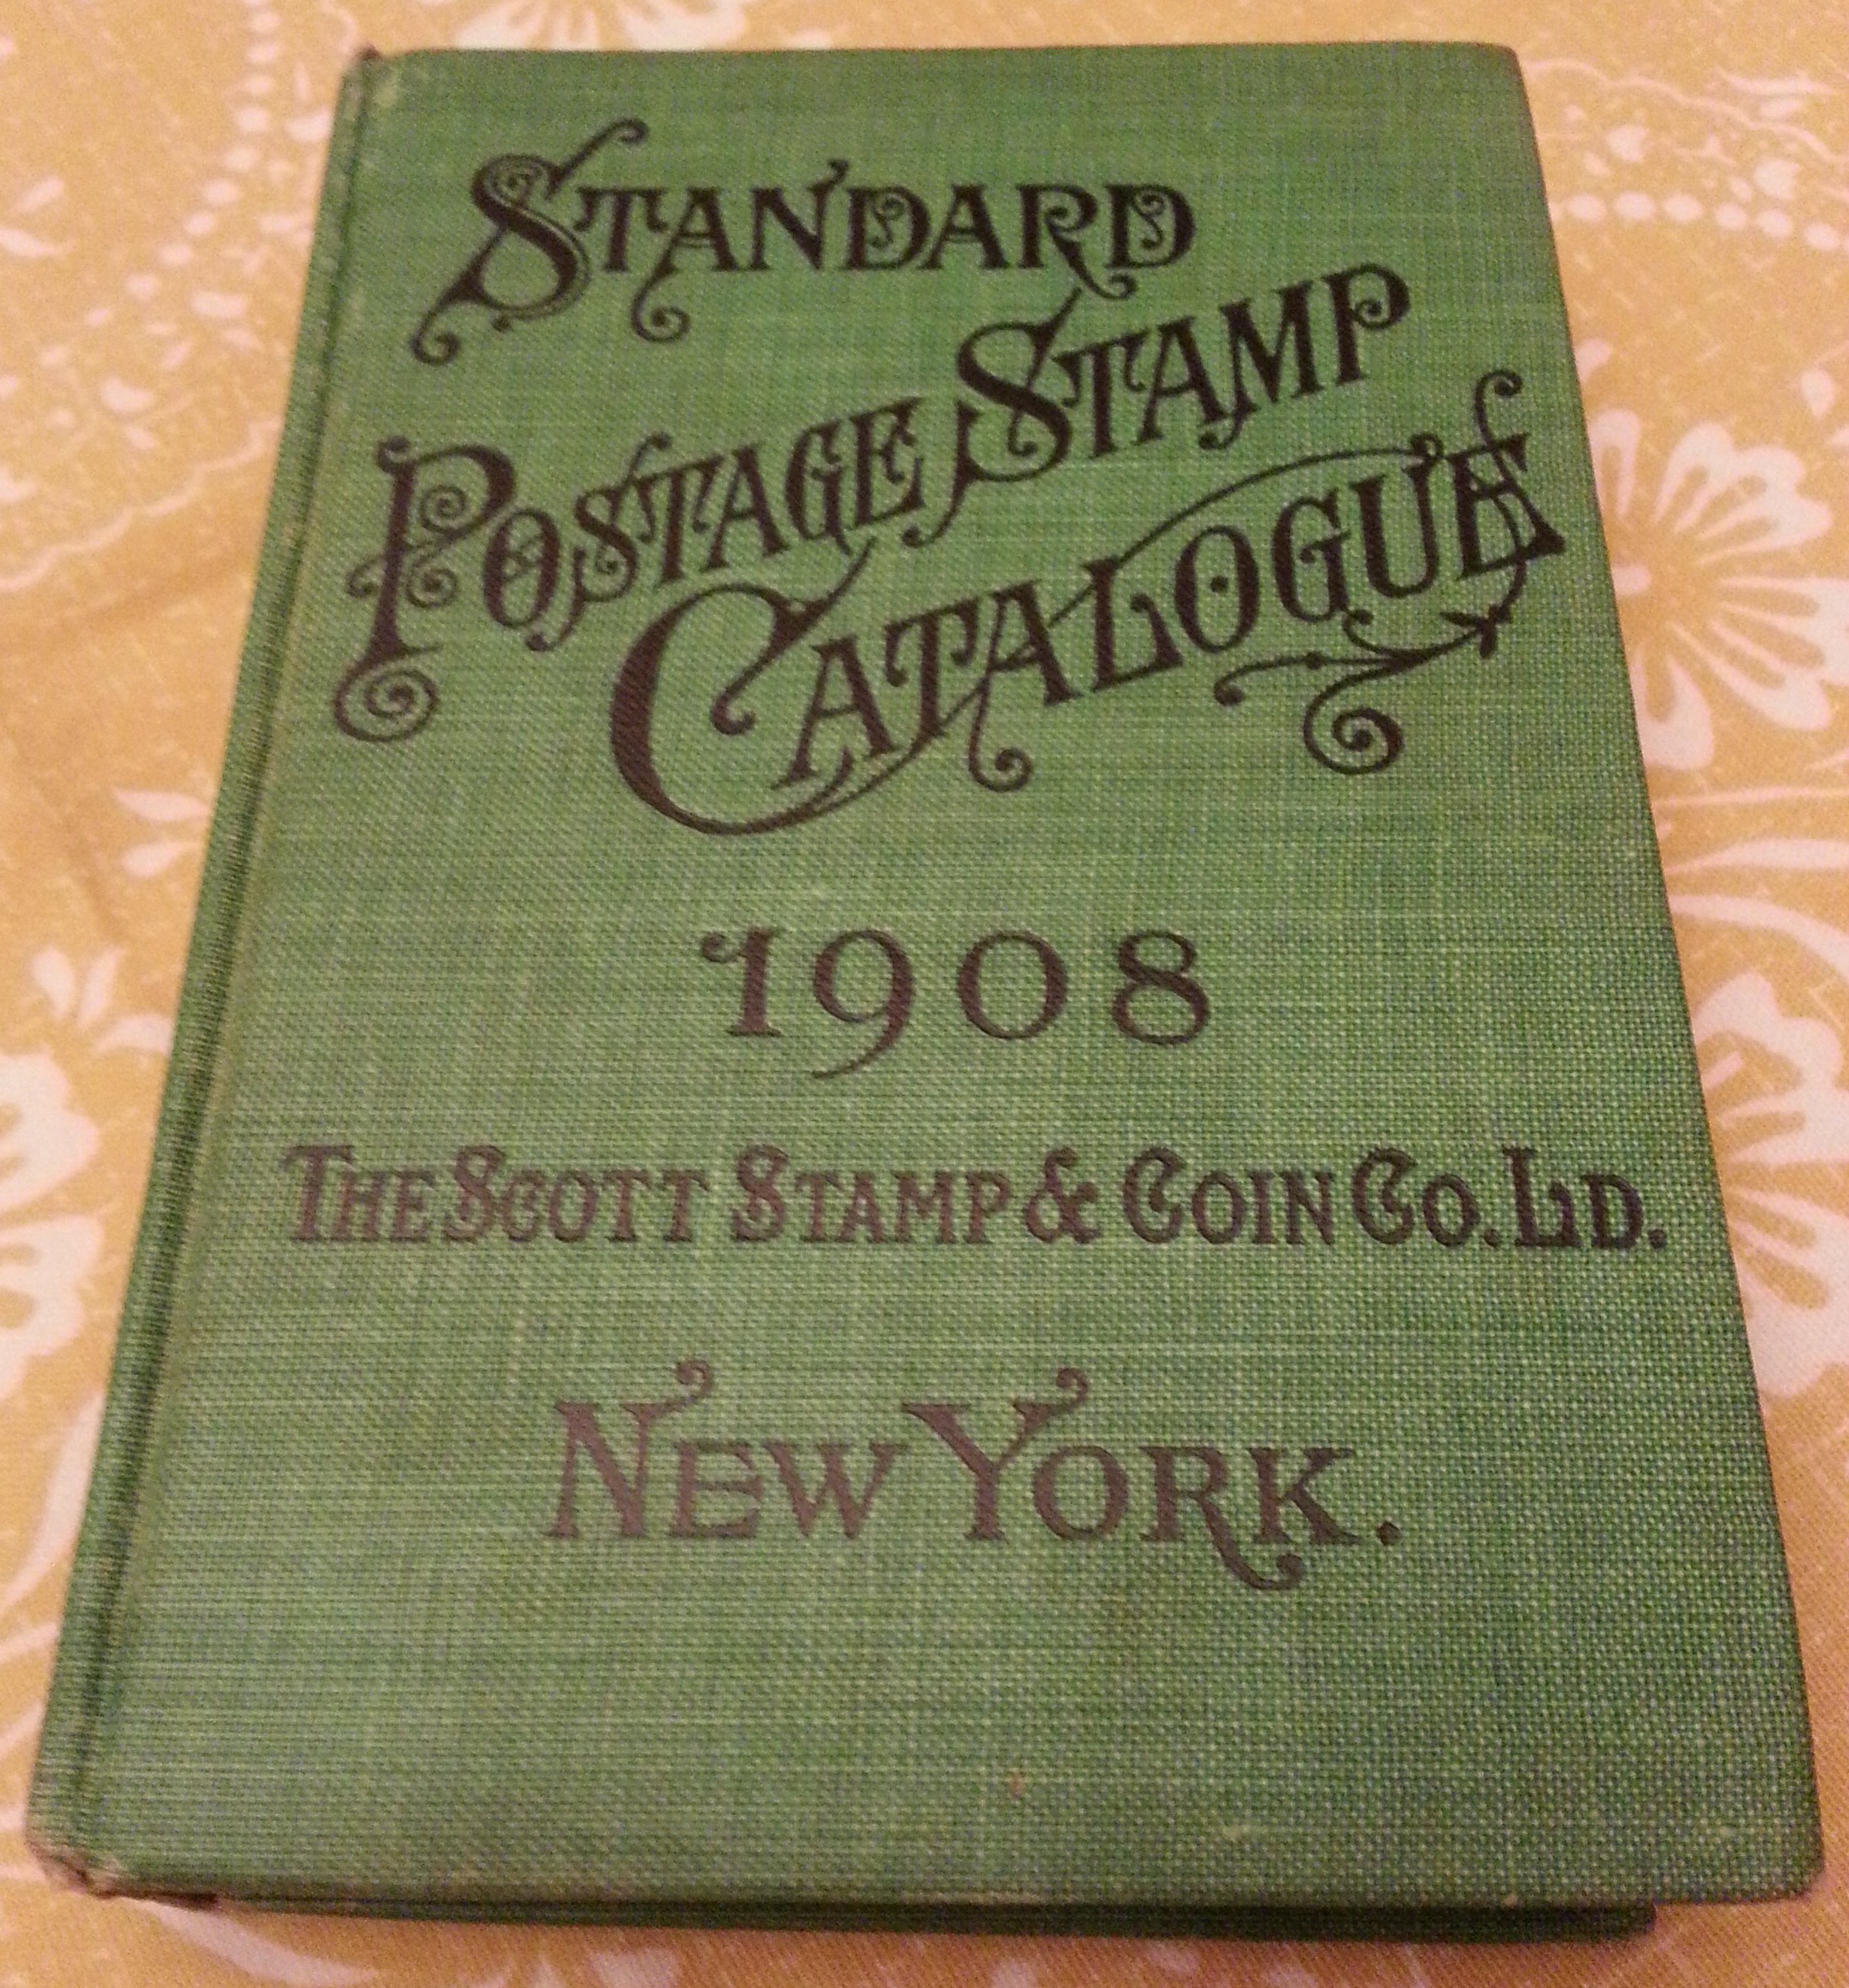 STANDARD
POSTAGE STAMP
CATALOGUE
1908
THE SCOTT STAMP & COIN CO. LD.
NEW YORK.